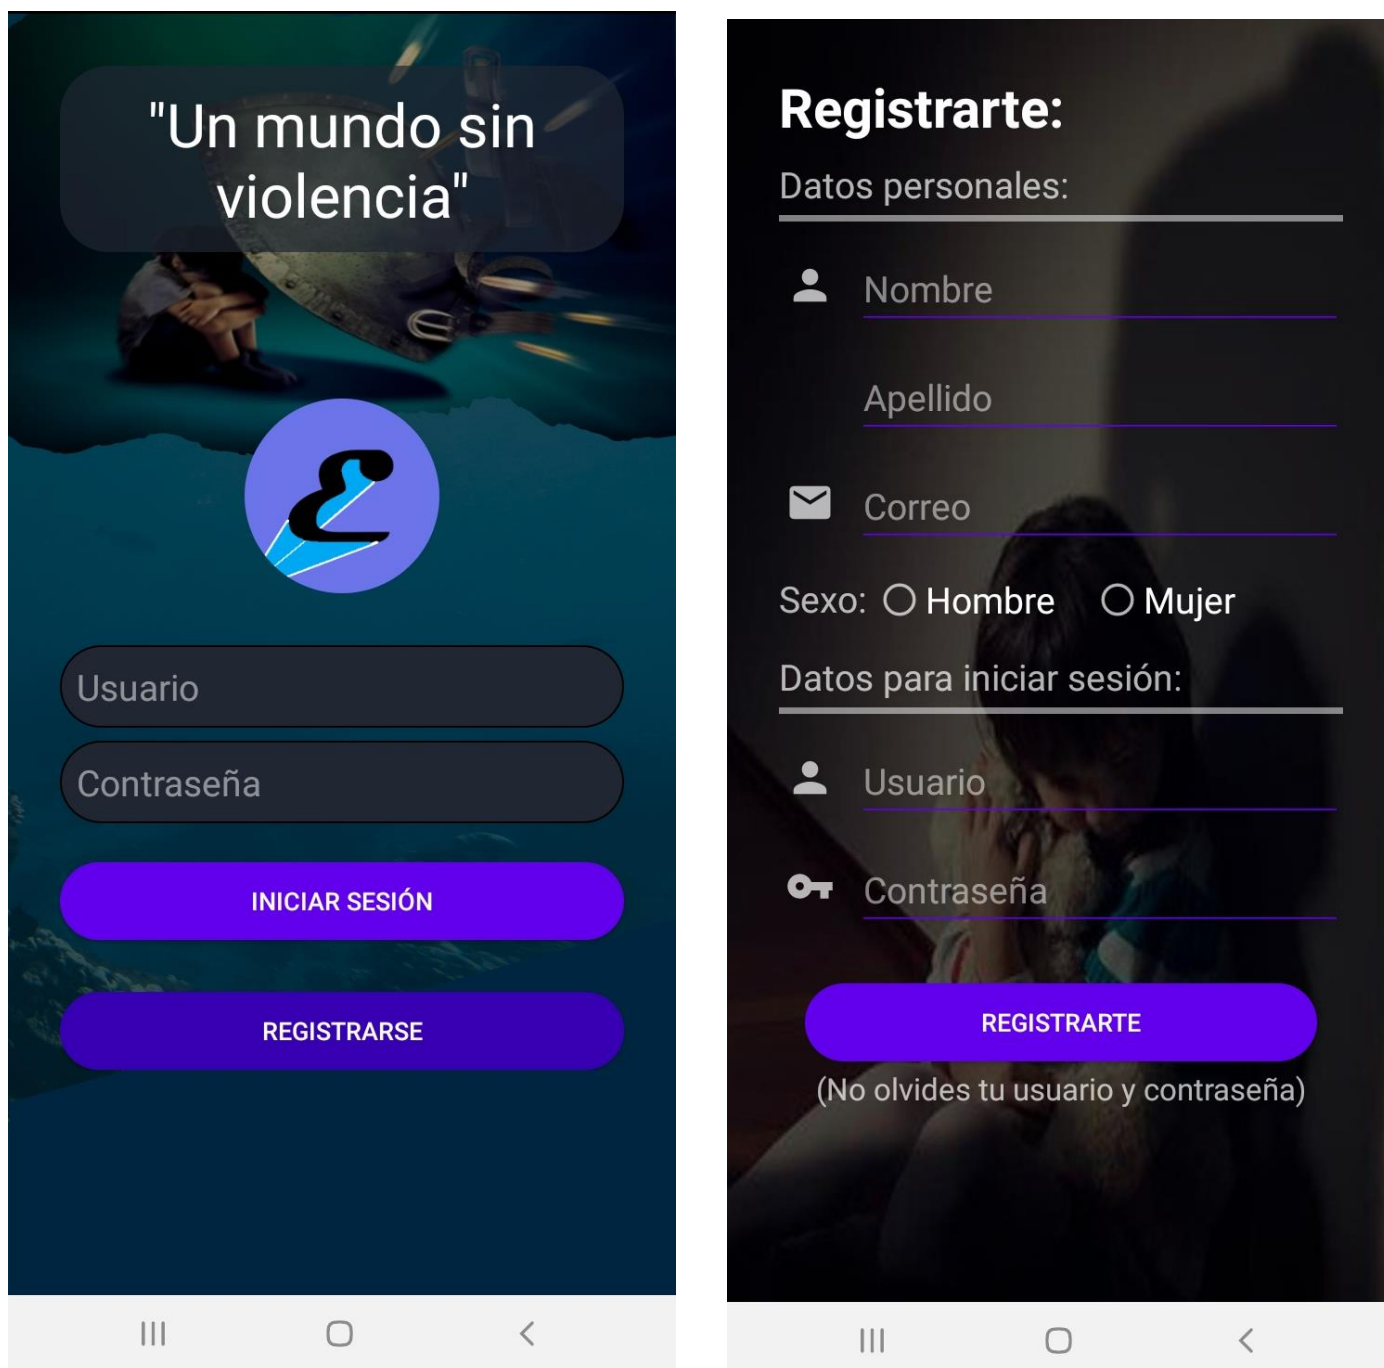 "Un mundo sin
violencia"
Usuario
Contraseña
INICIAR SESIÓN
REGISTRARSE
Registrarte:
Datos personales:
Nombre
Apellido
Correo
Sexo: Hombre Mujer
Datos para iniciar sesión:
Usuario
Contraseña
REGISTRARTE
(No olvides tu usuario y contraseña)